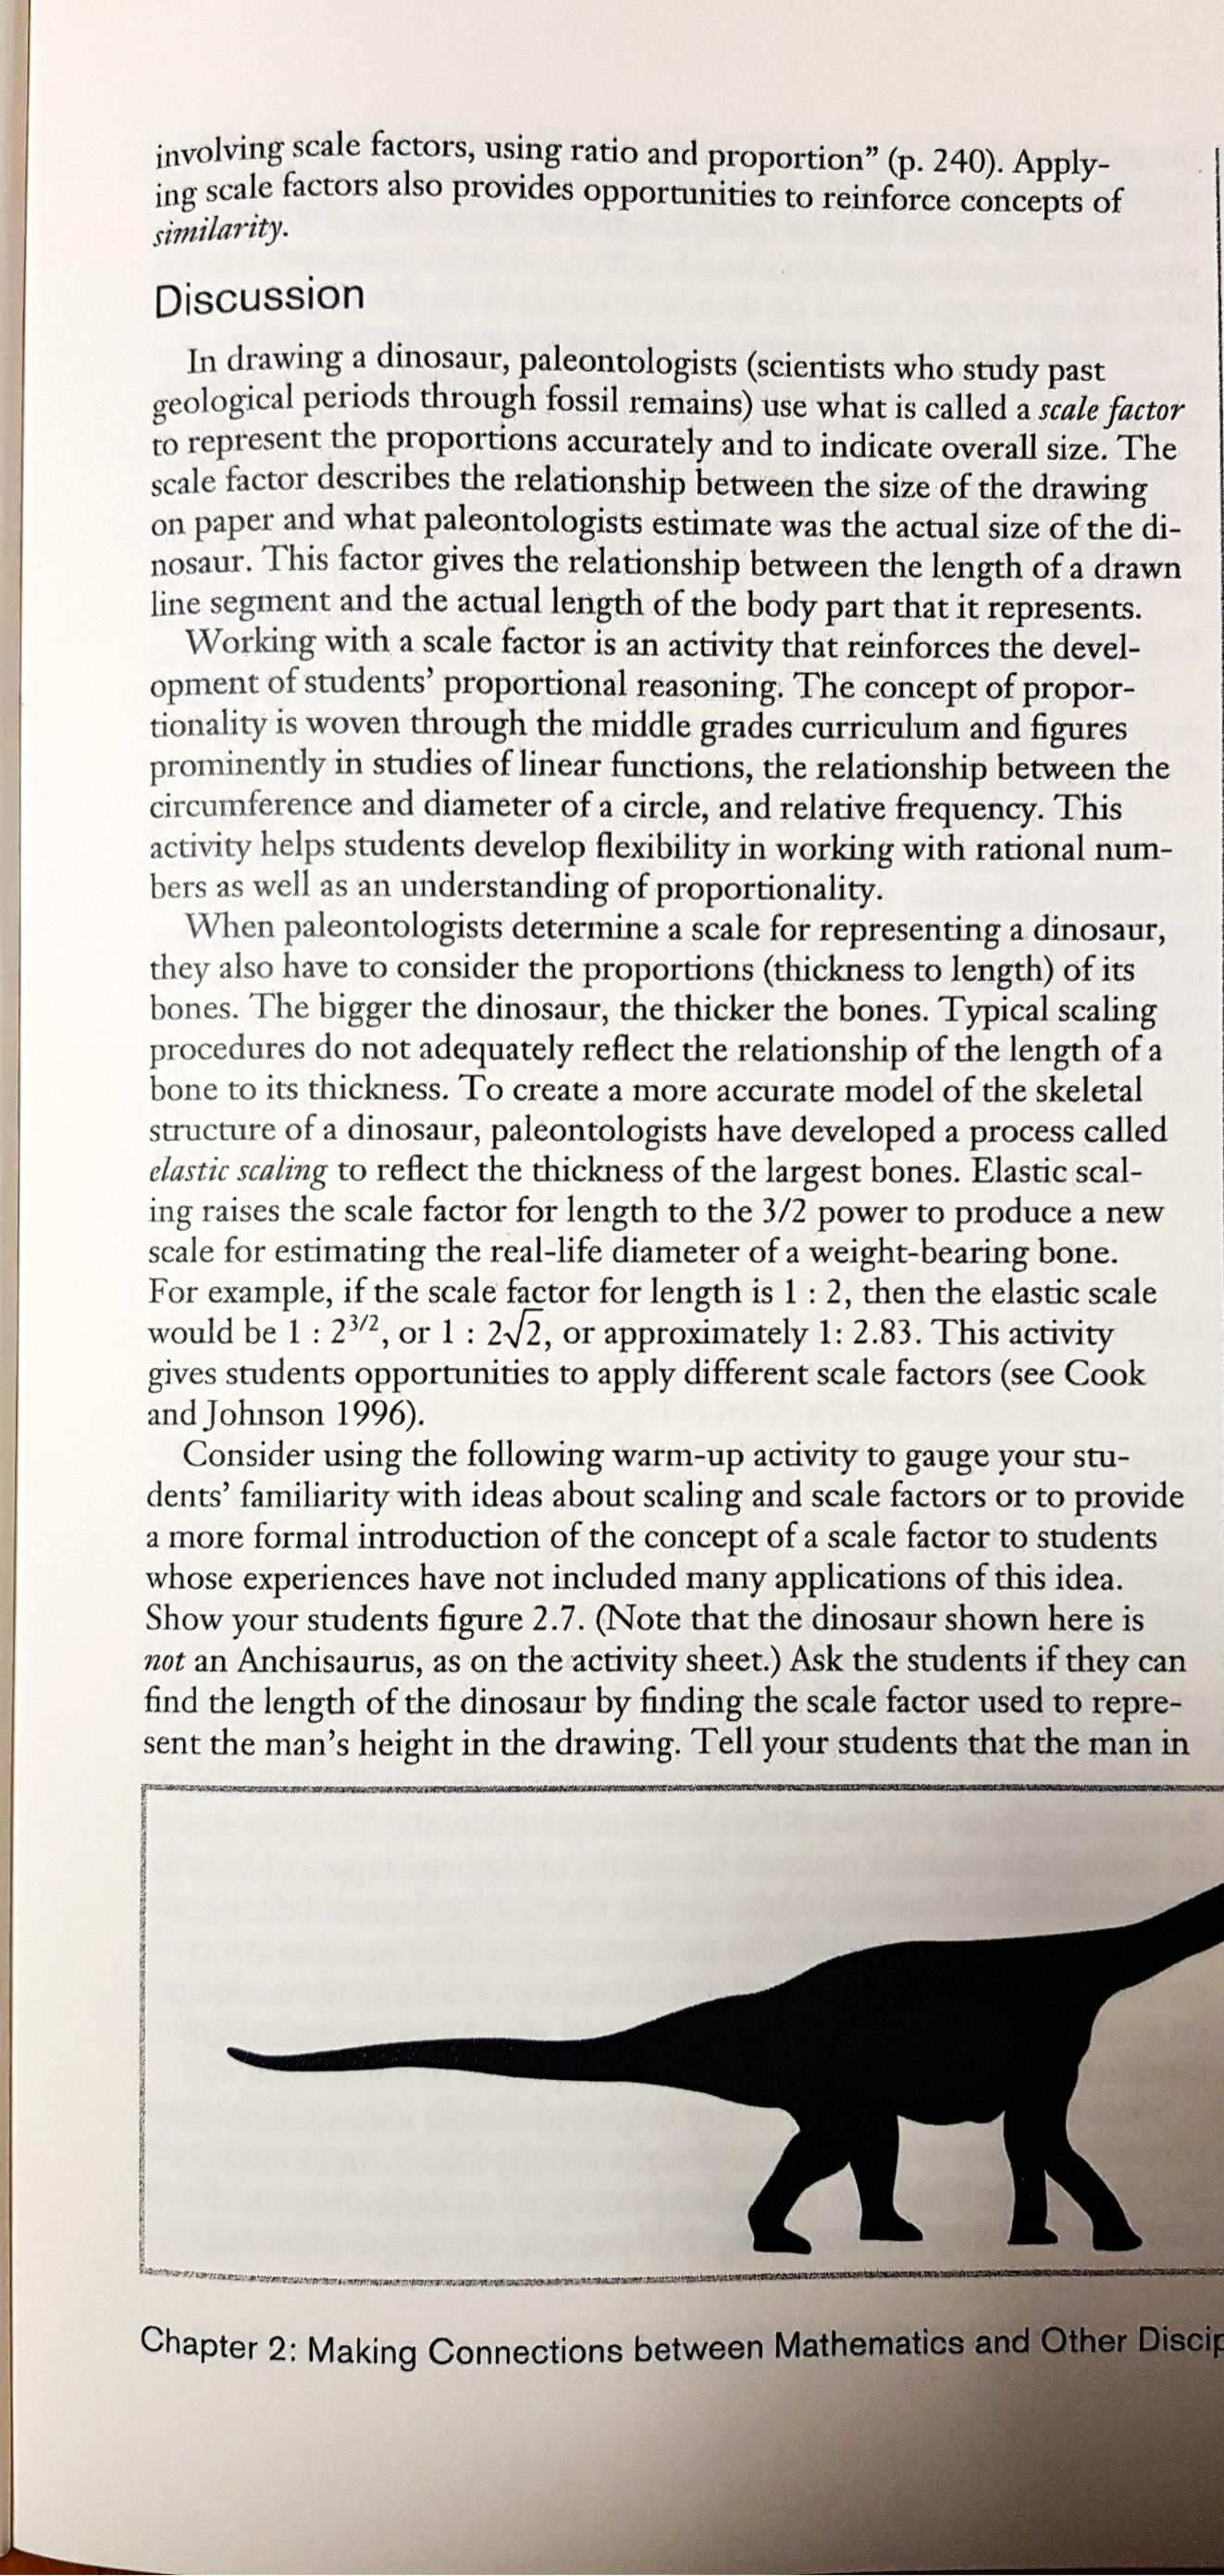 involving scale factors, using ratio and proportion” (p. 240). Apply-
ing scale factors also provides opportunities to reinforce concepts of
similarity.
Discussion
In drawing a dinosaur, paleontologists (scientists who study past
geological periods through fossil remains) use what is called a scale factor
to represent the proportions accurately and to indicate overall size. The
scale factor describes the relationship between the size of the drawing
on paper and what paleontologists estimate was the actual size of the di-
nosaur. This factor gives the relationship between the length of a drawn
line segment and the actual length of the body part that it represents.
Working with a scale factor is an activity that reinforces the devel-
opment of students’ proportional reasoning. The concept of propor-
tionality is woven through the middle grades curriculum and figures
prominently in studies of linear functions, the relationship between the
circumference and diameter of a circle, and relative frequency. This
activity helps students develop flexibility in working with rational num-
bers as well as an understanding of proportionality.
When paleontologists determine a scale for representing a dinosaur,
they also have to consider the proportions (thickness to length) of its
bones. The bigger the dinosaur, the thicker the bones. Typical scaling
procedures do not adequately reflect the relationship of the length of a
bone to its thickness. To create a more accurate model of the skeletal
structure of a dinosaur, paleontologists have developed a process called
elastic scaling to reflect the thickness of the largest bones. Elastic scal-
ing raises the scale factor for length to the 3/2 power to produce a new
scale for estimating the real-life diameter of a weight-bearing bone.
For example, if the scale factor for length is 1 : 2, then the elastic scale
would be 1 : 2^3/2, or 1 : 2√2, or approximately 1: 2.83. This activity
gives students opportunities to apply different scale factors (see Cook
and Johnson 1996).
Consider using the following warm-up activity to gauge your stu-
dents’ familiarity with ideas about scaling and scale factors or to provide
a more formal introduction of the concept of a scale factor to students
whose experiences have not included many applications of this idea.
Show your students figure 2.7. (Note that the dinosaur shown here is
not an Anchisaurus, as on the activity sheet.) Ask the students if they can
find the length of the dinosaur by finding the scale factor used to repre-
sent the man’s height in the drawing. Tell your students that the man in
Chapter 2: Making Connections between Mathematics and Other Discip